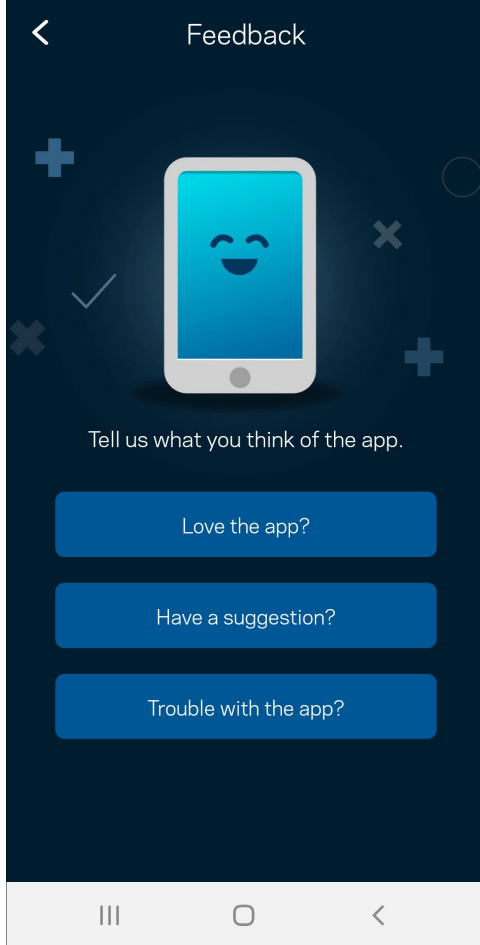 Feedback
Tell us what you think of the app.
Love the app?
Have a suggestion?
Trouble with the app?